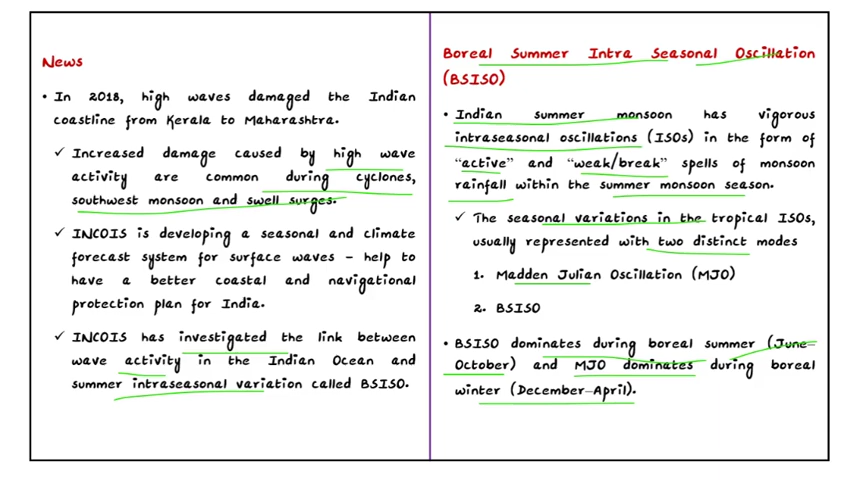 News
• In 2018, high waves damaged the Indian
coastline from Kerala to Maharashtra.
✓ Increased damage caused by high wave
activity are common during cyclones,
southwest monsoon and swell surges.
✓ INCOIS is developing a seasonal and climate
forecast system for surface waves – help to
have a better coastal and navigational
protection plan for India.
✓ INCOIS has investigated the link between
wave activity in the Indian Ocean and
summer intraseasonal variation called BSISO.
Boreal Summer Intra Seasonal Oscillation
(BSISO)
• Indian summer monsoon has vigorous
intraseasonal oscillations (ISOs) in the form of
“active” and “weak/break” spells of monsoon
rainfall within the summer monsoon season.
✓ The seasonal variations in the tropical ISOs,
usually represented with two distinct modes
1. Madden Julian Oscillation (MJO)
2. BSISO
• BSISO dominates during boreal summer (June–
October) and MJO dominates during boreal
winter (December–April).